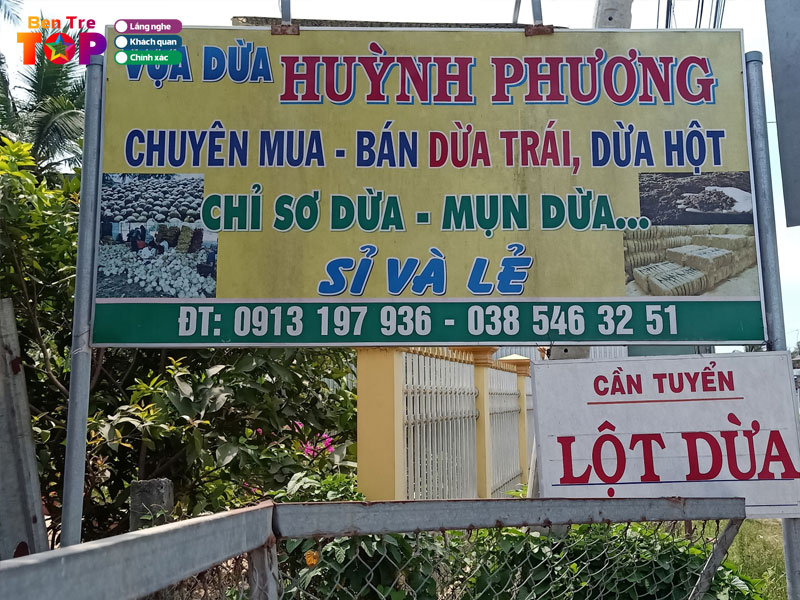 Ben Tre
TOP
Lắng nghe
Khách quan
Chính xác
VỰA DỪA HUỲNH PHƯƠNG
CHUYÊN MUA - BÁN DỪA TRÁI, DỪA HỘT
CHỈ SƠ DỪA - MỤN DỪA...
SỈ VÀ LẺ
ĐT: 0913 197 936 - 038 546 32 51
CẦN TUYỂN
LỘT DỪA